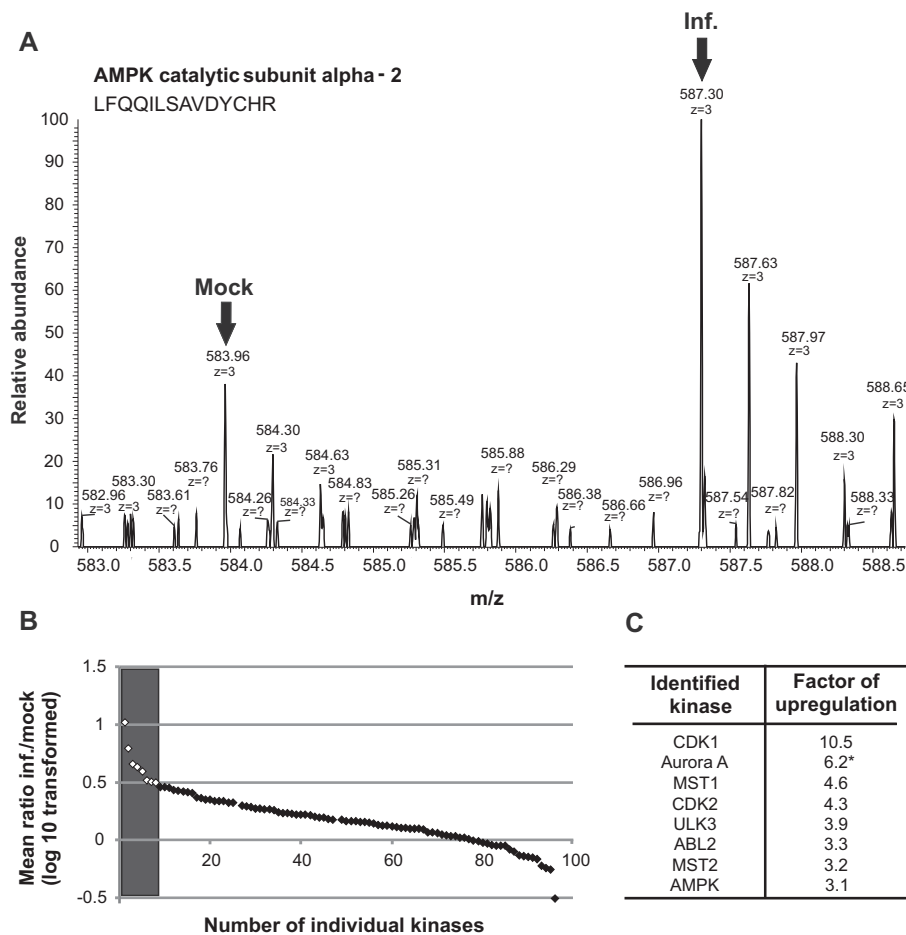 A
Inf.
AMPK catalytic subunit alpha - 2
LFQQILSAVDYCHR
587.30
z=3
100
90
80
70
60
50
40
30
20
10
0
Relative abundance
Mock
583.96
z=3
587.63
z=3
587.97
z=3
588.65
z=3
584.30
z=3
584.63
z=3
588.30
z=3
582.96
z=3
583.30
z=3
583.61
z=?
583.76
z=?
584.26
z=?
584.33
z=?
584.83
z=?
585.26
z=?
585.31
z=?
585.49
z=?
585.88
z=?
586.29
z=?
586.38
z=?
586.66
z=?
586.96
z=?
587.54
z=?
587.82
z=?
588.33
z=?
583.0 583.5 584.0 584.5 585.0 585.5 586.0 586.5 587.0 587.5 588.0 588.5
m/z
B
Mean ratio inf./mock
(log 10 transformed)
1.5
1
0.5
0
-0.5
20 40 60 80 100
Number of individual kinases
C
Identified kinase
Factor of upregulation
CDK1 10.5
Aurora A 6.2*
MST1 4.6
CDK2 4.3
ULK3 3.9
ABL2 3.3
MST2 3.2
AMPK 3.1